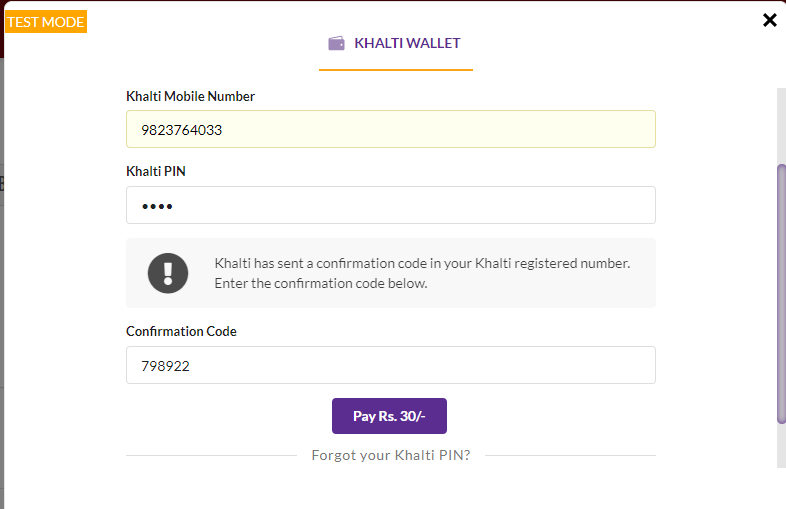 TEST MODE
KHALTI WALLET
Khalti Mobile Number
9823764033
Khalti PIN
••••
Khalti has sent a confirmation code in your Khalti registered number.
Enter the confirmation code below.
Confirmation Code
798922
Pay Rs. 30/-
Forgot your Khalti PIN?